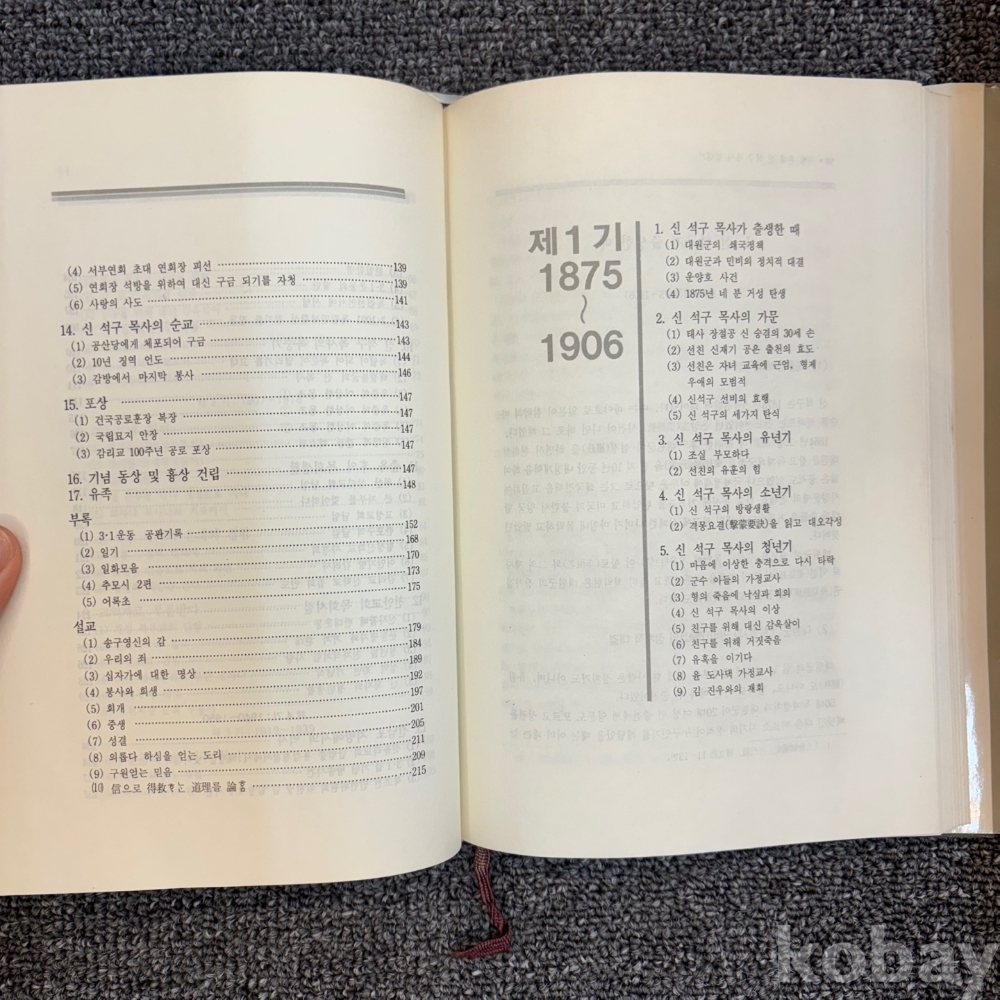 (4) 서부연회 초대 연회장 피선 139
(5) 연회장 석방을 위하여 대신 구금 되기를 자청 139
(6) 사랑의 사도 141
14. 신 석구 목사의 순교 143
(1) 공산당에게 체포되어 구금 143
(2) 10년 징역 언도 144
(3) 감방에서 마지막 봉사 146
15. 포상 147
(1) 건국공로훈장 복장 147
(2) 국립묘지 안장 147
(3) 감리교 100주년 공로 포상 147
16. 기념 동상 및 흉상 건립 147
17. 유족 148
부록
(1) 3·1운동 공판기록 152
(2) 일기 168
(3) 일화모음 170
(4) 추모시 2편 173
(5) 어록초 175
설교
(1) 송구영신의 감 179
(2) 우리의 죄 184
(3) 십자가에 대한 명상 189
(4) 봉사와 희생 192
(5) 회개 197
(6) 중생 201
(7) 성결 205
(8) 의롭다 하심을 얻는 도리 211
(9) 구원얻는 믿음 209
(10) 信으로 得救하는 道理를 論함 215
제1기
1875
~
1906
1. 신 석구 목사가 출생한 때
(1) 대원군의 쇄국정책
(2) 대원군과 민비의 정치적 대결
(3) 운양호 사건
(4) 1875년 네 분 거성 탄생
2. 신 석구 목사의 가문
(1) 태사 장절공 신 숭겸의 30세 손
(2) 선친 신재기 공은 출천의 효도
(3) 선친은 자녀 교육에 근엄, 형제
우애의 모범적
(4) 신석구 선비의 효행
(5) 신 석구의 세가지 탄식
3. 신 석구 목사의 유년기
(1) 조실 부모하다
(2) 선친의 유훈의 힘
4. 신 석구 목사의 소년기
(1) 신 석구의 방랑생활
(2) 격몽요결(擊蒙要訣)을 읽고 대오각성
5. 신 석구 목사의 청년기
(1) 마음에 이상한 충격으로 다시 타락
(2) 군수 아들의 가정교사
(3) 형의 죽음에 낙심과 회의
(4) 신 석구 목사의 이상
(5) 친구를 위해 대신 감옥살이
(6) 친구를 위해 거짓죽음
(7) 유혹을 이기다
(8) 윤 도사댁 가정교사
(9) 김 진우와의 재회
kobay